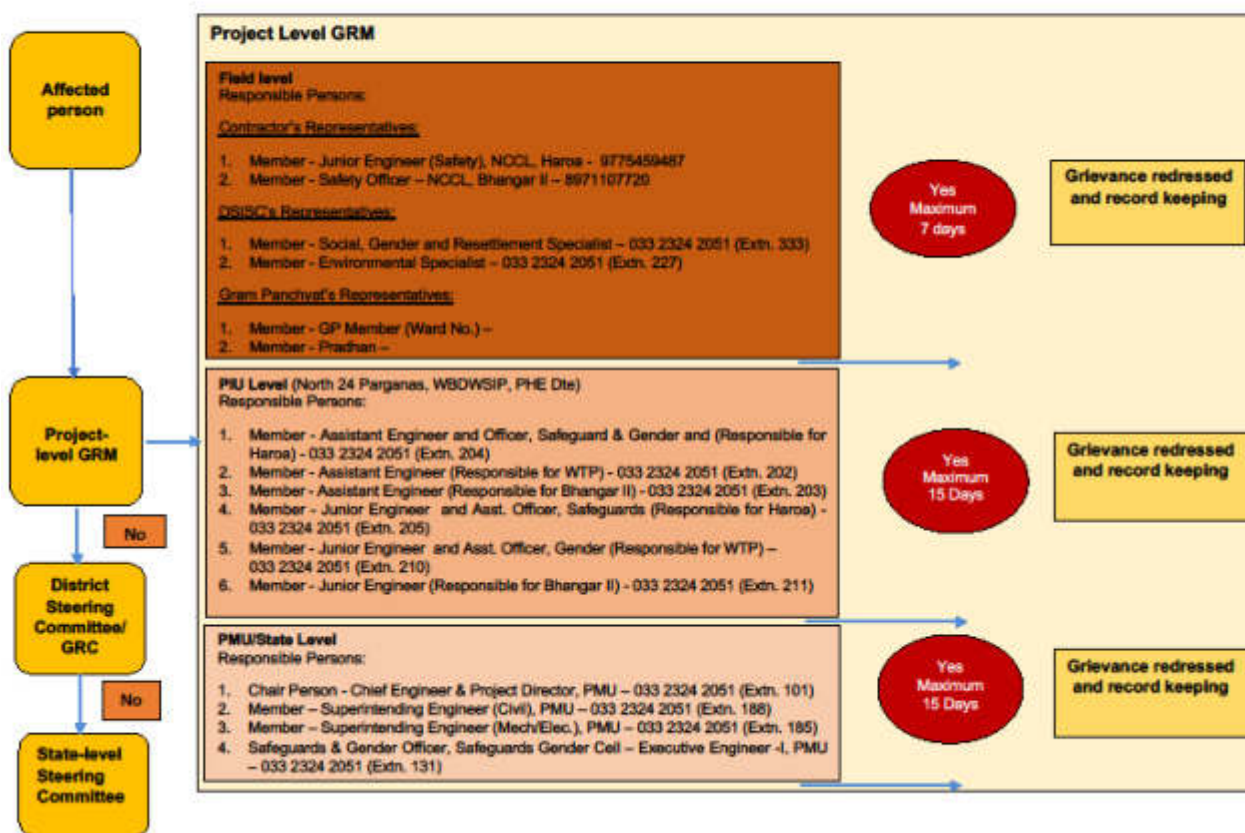 Affected
person
Project-
level GRM
No
District
Steering
Committee/
GRC
No
State-level
Steering
Committee
Project Level GRM
Field level
Responsible Persons:
Contractor's Representatives:
1. Member - Junior Engineer (Safety), NCCL, Haroa - 9775459487
2. Member - Safety Officer – NCCL, Bhangar II – 8971107720
DSISC's Representatives:
1. Member - Social, Gender and Resettlement Specialist – 033 2324 2051 (Extn. 333)
2. Member - Environmental Specialist – 033 2324 2051 (Extn. 227)
Gram Panchyat's Representatives:
1. Member - GP Member (Ward No.) –
2. Member - Pradhan –
Yes
Maximum
7 days
Grievance redressed
and record keeping
PIU Level (North 24 Parganas, WBDWSIP, PHE Dte)
Responsible Persons:
1. Member - Assistant Engineer and Officer, Safeguard & Gender and (Responsible for
Haroa) - 033 2324 2051 (Extn. 204)
2. Member - Assistant Engineer (Responsible for WTP) - 033 2324 2051 (Extn. 202)
3. Member - Assistant Engineer (Responsible for Bhangar II) - 033 2324 2051 (Extn. 203)
4. Member - Junior Engineer and Asst. Officer, Safeguards (Responsible for Haroa) -
033 2324 2051 (Extn. 205)
5. Member - Junior Engineer and Asst. Officer, Gender (Responsible for WTP) –
033 2324 2051 (Extn. 210)
6. Member - Junior Engineer (Responsible for Bhangar II) - 033 2324 2051 (Extn. 211)
Yes
Maximum
15 Days
Grievance redressed
and record keeping
PMU/State Level
Responsible Persons:
1. Chair Person - Chief Engineer & Project Director, PMU – 033 2324 2051 (Extn. 101)
2. Member – Superintending Engineer (Civil), PMU – 033 2324 2051 (Extn. 188)
3. Member – Superintending Engineer (Mech/Elec.), PMU – 033 2324 2051 (Extn. 185)
4. Safeguards & Gender Officer, Safeguards Gender Cell – Executive Engineer -I, PMU
– 033 2324 2051 (Extn. 131)
Yes
Maximum
15 Days
Grievance redressed
and record keeping